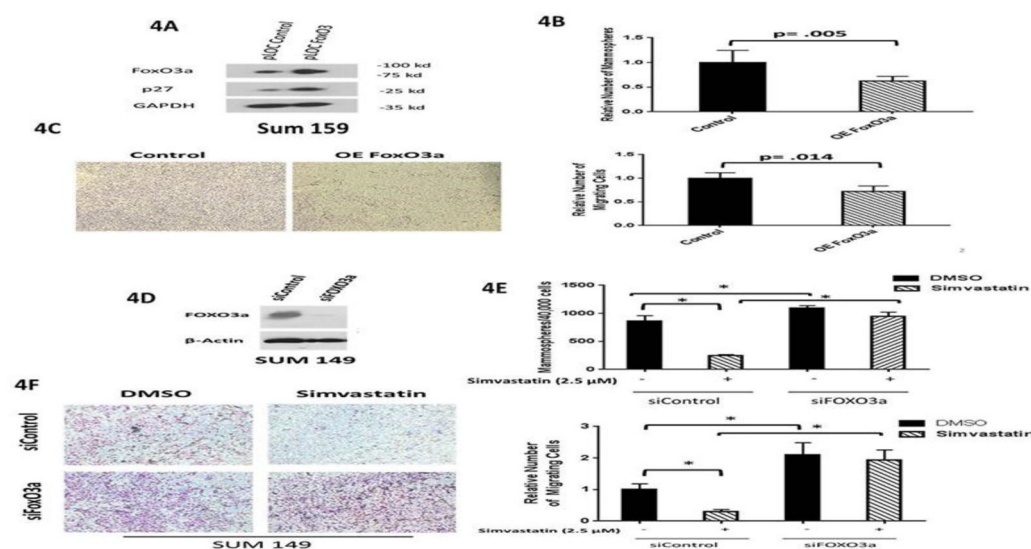 4A
pLOC Control
pLOC FoxO3
FoxO3a
-100 kd
-75 kd
p27
-25 kd
GAPDH
-35 kd
Sum 159
4B
Relative Number of Mammospheres
1.5
1.0
0.5
0.0
p= .005
Control
OE FoxO3a
4C
Control
OE FoxO3a
Relative Number of
Migrating Cells
1.5
1.0
0.5
0.0
p= .014
Control
OE FoxO3a
2
4D
siControl
siFOXO3a
FOXO3a
β-Actin
SUM 149
4E
DMSO
Simvastatin
Mammospheres/40,000 cells
1500
1000
500
0
* * *
Simvastatin (2.5 µM) - + - +
siControl siFOXO3a
4F
DMSO Simvastatin
siControl
siFoxO3a
SUM 149
DMSO
Simvastatin
Relative Number
of Migrating Cells
4
3
2
1
0
* * *
Simvastatin (2.5 µM) - + - +
siControl siFOXO3a